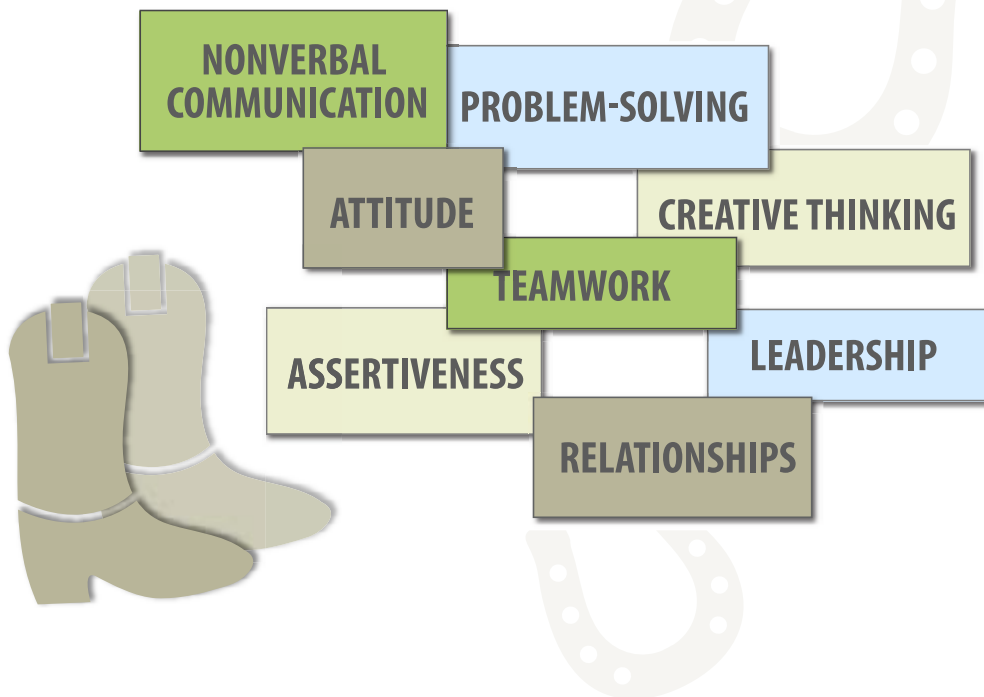 NONVERBAL
COMMUNICATION
PROBLEM-SOLVING
ATTITUDE
CREATIVE THINKING
TEAMWORK
ASSERTIVENESS
LEADERSHIP
RELATIONSHIPS